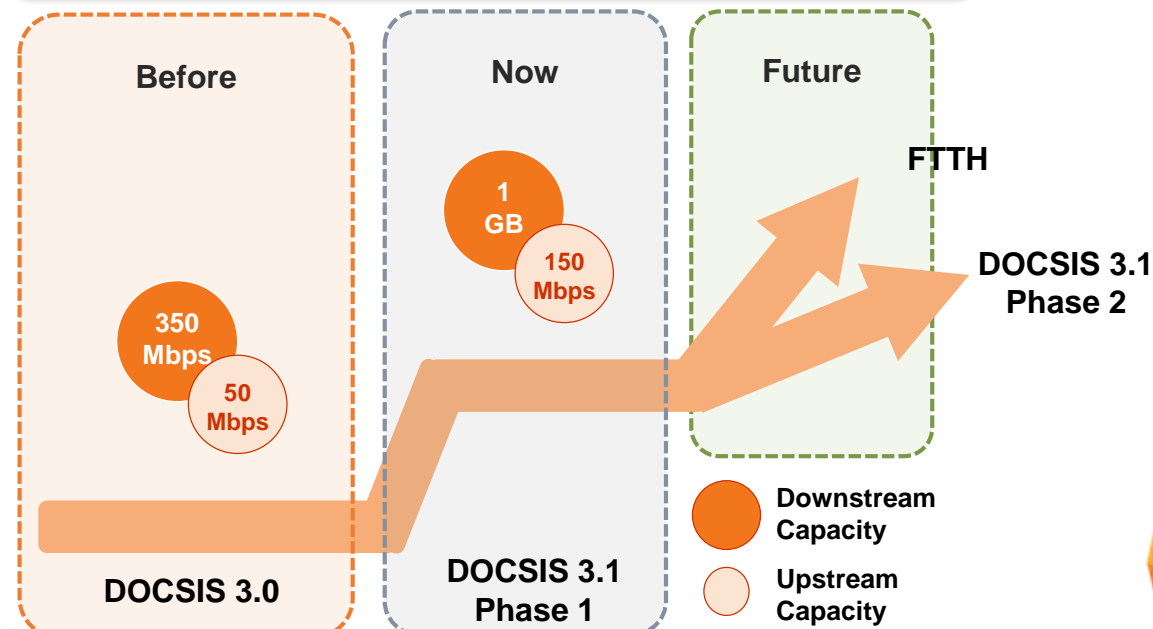 Before
Now
Future
FTTH
1
GB
150
Mbps
DOCSIS 3.1
Phase 2
350
Mbps
50
Mbps
Downstream
Capacity
DOCSIS 3.0
DOCSIS 3.1
Phase 1
Upstream
Capacity